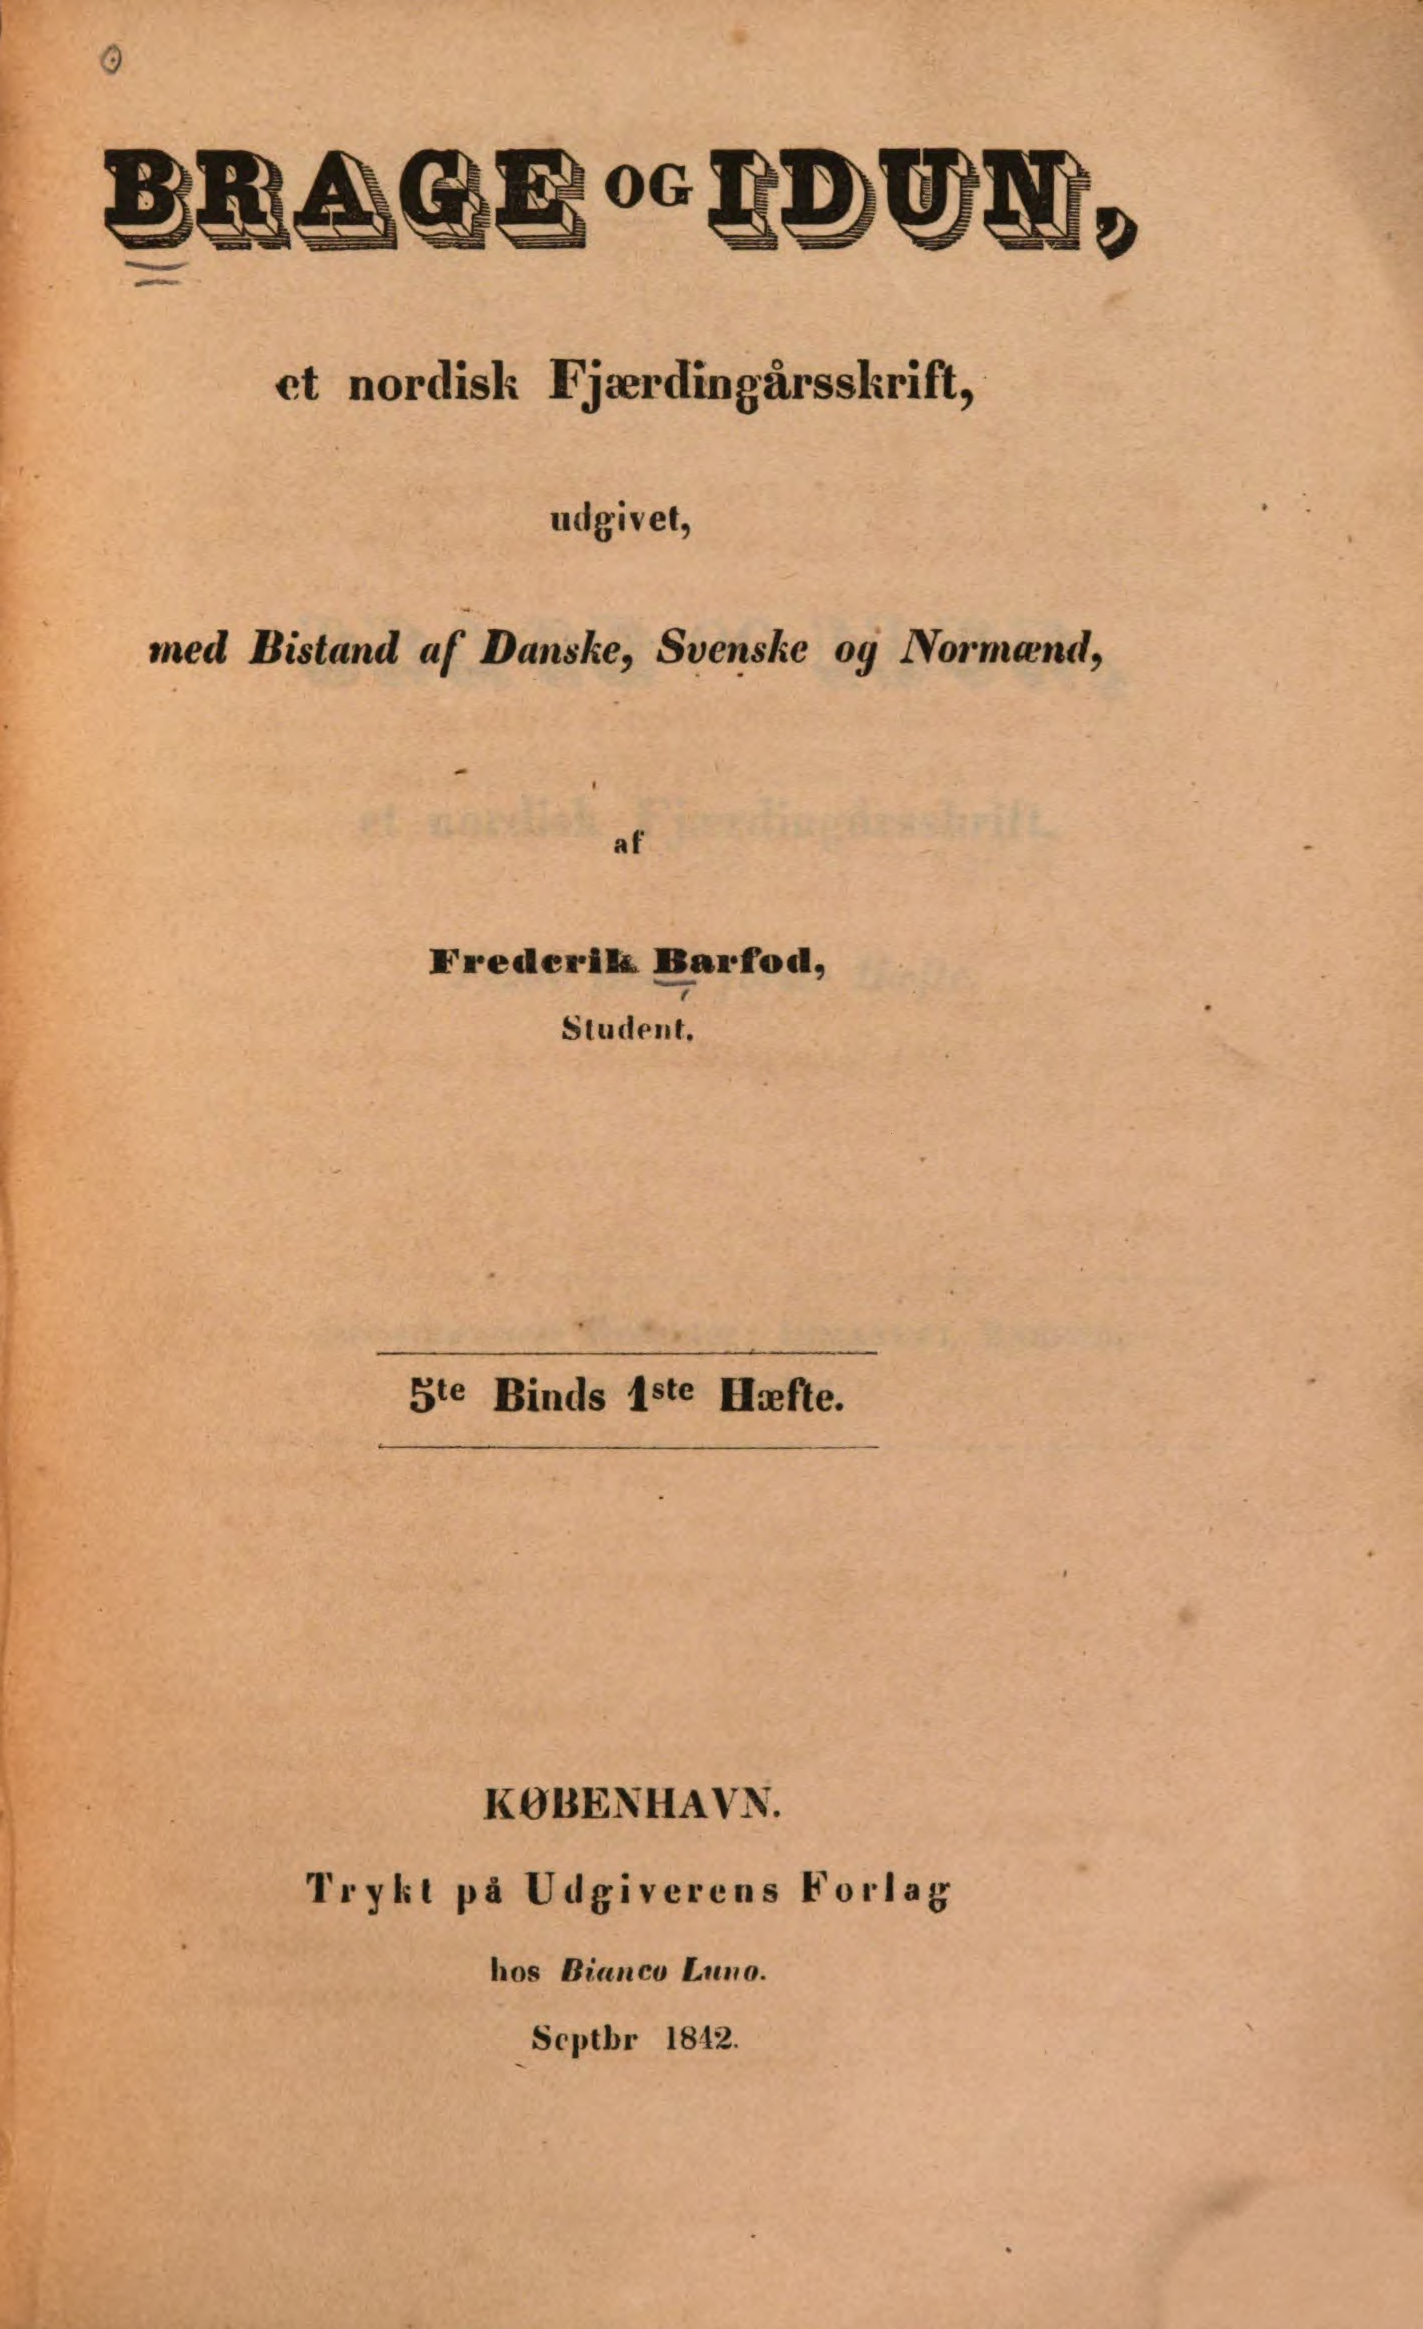 BRAGE OG IDUN,
et nordisk Fjærdingårsskrift,
udgivet,
med Bistand af Danske, Svenske og Normænd,
af
Frederik Barfod,
Student.
5te Binds 1ste Hæfte.
KØBENHAVN.
Trykt på Udgiverens Forlag
hos Bianco Luno.
Septbr 1842.